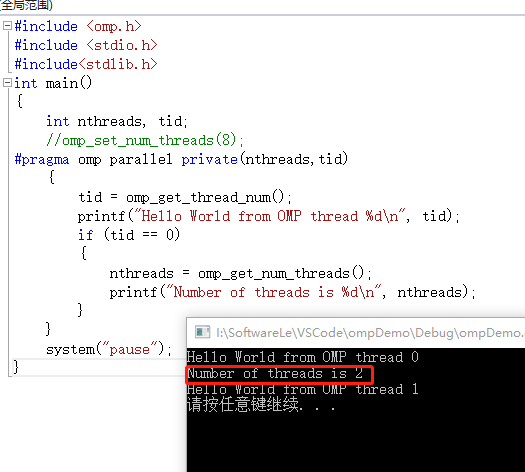 (全局范围)
#include <omp.h>
#include <stdio.h>
#include<stdlib.h>
int main()
{
int nthreads, tid;
//omp_set_num_threads(8);
#pragma omp parallel private(nthreads,tid)
{
tid = omp_get_thread_num();
printf("Hello World from OMP thread %d\n", tid);
if (tid == 0)
{
nthreads = omp_get_num_threads();
printf("Number of threads is %d\n", nthreads);
}
}
system("pause");
}
I:\SoftwareLe\VSCode\ompDemo\Debug\ompDemo.
Hello World from OMP thread 0
Number of threads is 2
Hello World from OMP thread 1
请按任意键继续. . .